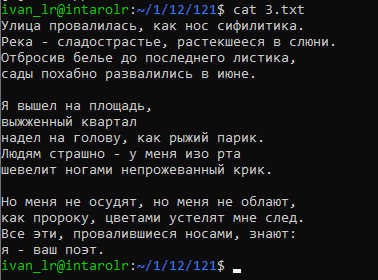 ivan_lr@intarolr:~/1/12/121$ cat 3.txt
Улица провалилась, как нос сифилитика.
Река - сладострастье, растекшееся в слюни.
Отбросив белье до последнего листика,
сады похабно развалились в июне.

Я вышел на площадь,
выжженный квартал
надел на голову, как рыжий парик.
Людям страшно - у меня изо рта
шевелит ногами непрожеванный крик.

Но меня не осудят, но меня не облают,
как пророку, цветами устелят мне след.
Все эти, провалившиеся носами, знают:
я - ваш поэт.
ivan_lr@intarolr:~/1/12/121$